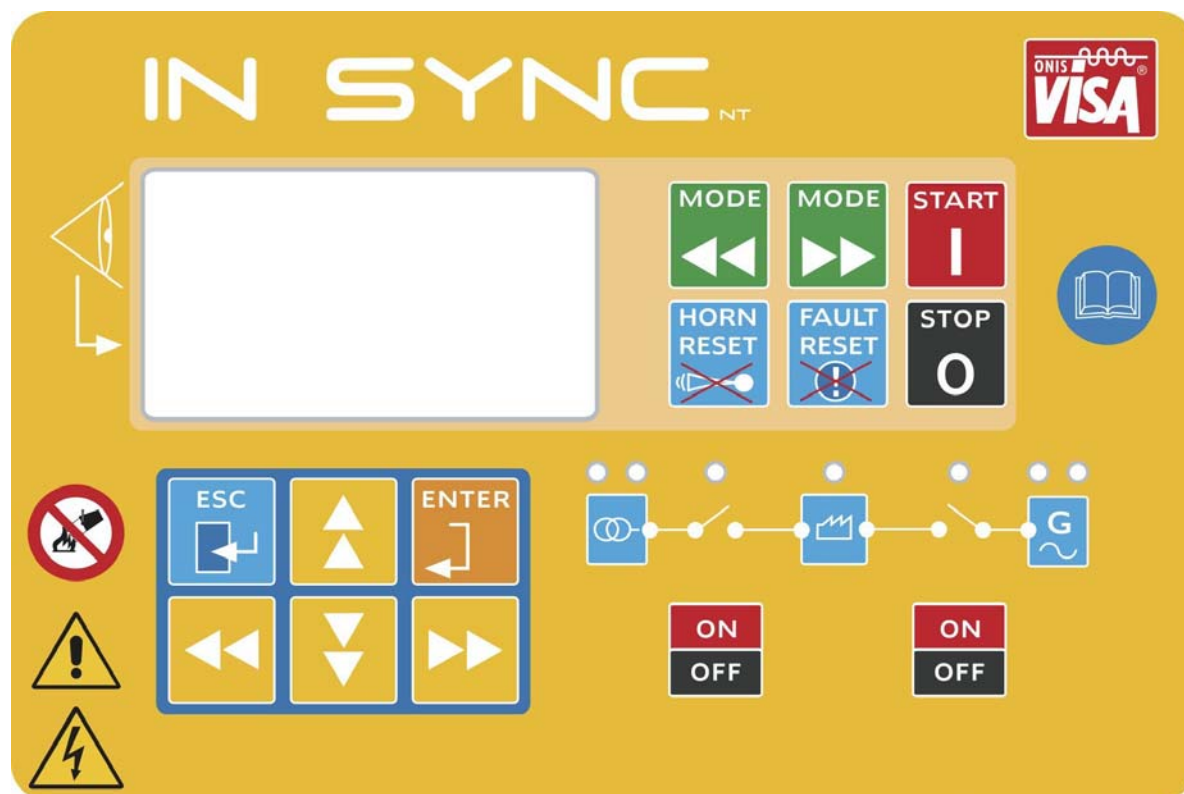 IN SYNC NT
ONIS
VISA®
MODE
MODE
START
I
HORN
RESET
FAULT
RESET
STOP
O
ESC
ENTER
G
ON
OFF
ON
OFF